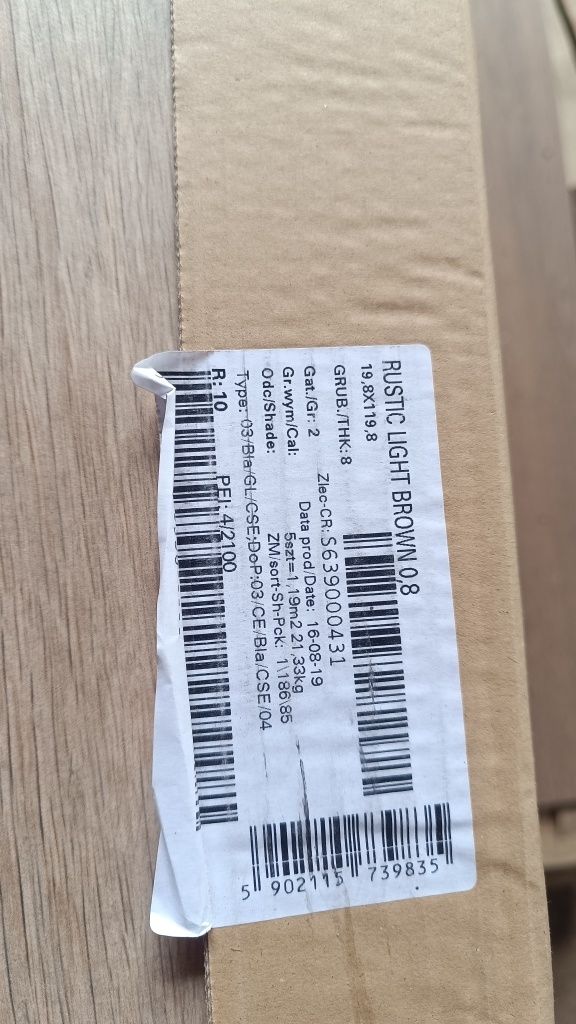 RUSTIC LIGHT BROWN 0,8
19,8X119,8
GRUB./THK: 8
Zlec-CR: S639000431
Gat./Gr: 2 Data prod/Date: 16-08-19
Gr.wym/Cal: 5szt=1,19m2 21,33kg
Odc/Shade: ZM/sort-Sh-Pck: 1\186\85
Type: 03/BIa/GL/CSE;DoP:03/CE/BIa/CSE/04
R: 10 PEI: 4/2100
5 902115 739835